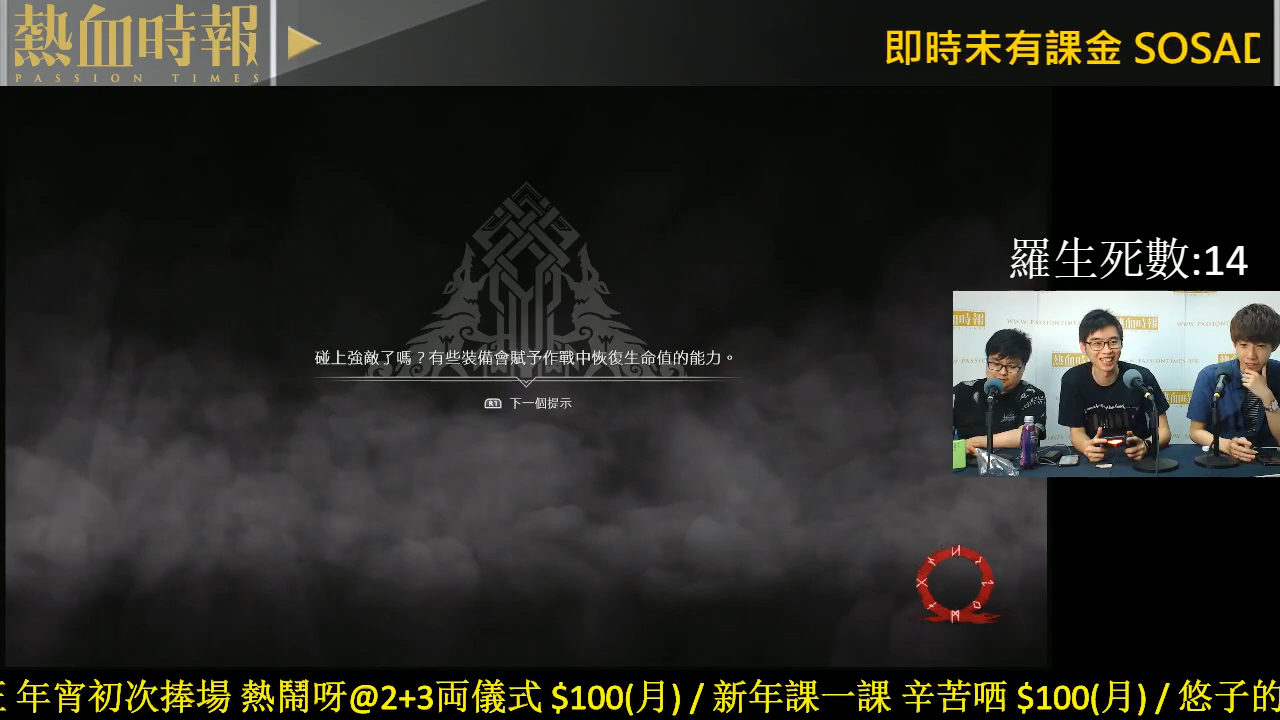 熱血時報
PASSION TIMES
即時未有課金 SOSAD
羅生死數:14
碰上強敵了嗎？有些裝備會賦予作戰中恢復生命值的能力。
R1 下一個提示
年宵初次捧場 熱鬧呀@2+3両儀式 $100(月) / 新年課一課 辛苦哂 $100(月) / 悠子的